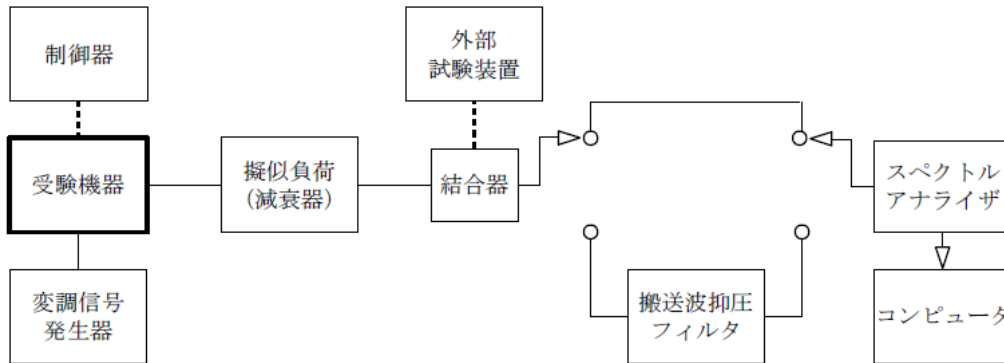 制御器
外部
試験装置
受験機器
擬似負荷
(減衰器)
結合器
スペクトル
アナライザ
変調信号
発生器
搬送波抑圧
フィルタ
コンピュータ